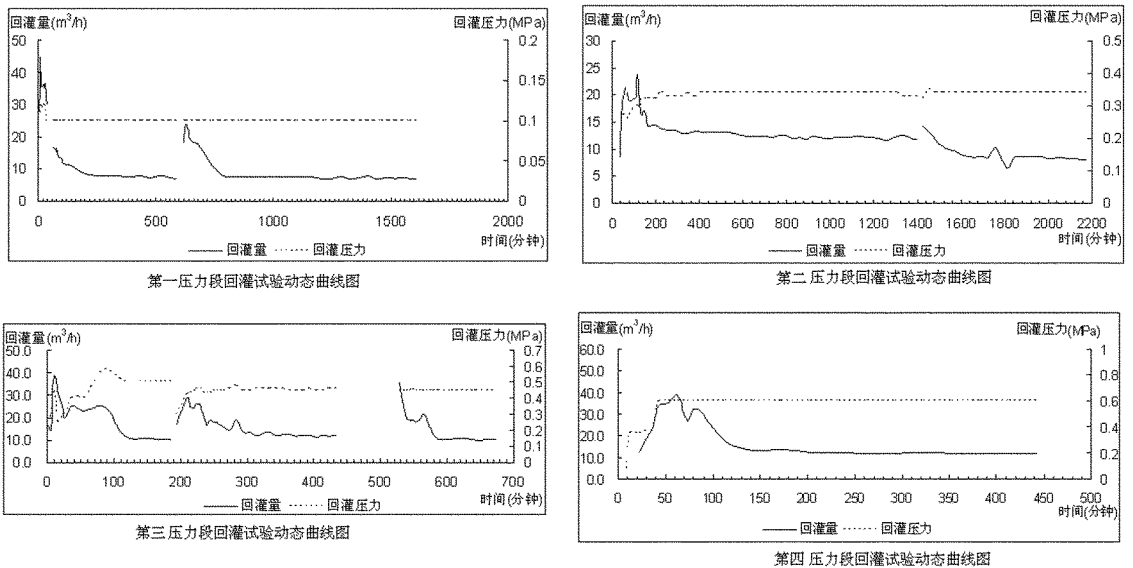 回灌量(m³/h)
回灌压力(MPa)
50
40
30
20
10
0
0.2
0.15
0.1
0.05
0
0 500 1000 1500 2000
时间(分钟)
回灌量 回灌压力
第一压力段回灌试验动态曲线图
回灌量(m³/h)
回灌压力(MPa)
30
25
20
15
10
5
0
0.5
0.4
0.3
0.2
0.1
0
0 200 400 600 800 1000 1200 1400 1600 1800 2000 2200
时间(分钟)
回灌量 回灌压力
第二压力段回灌试验动态曲线图
回灌量(m³/h)
回灌压力(MPa)
50.0
40.0
30.0
20.0
10.0
0.0
0.7
0.6
0.5
0.4
0.3
0.2
0.1
0
0 100 200 300 400 500 600 700
时间(分钟)
回灌量 回灌压力
第三压力段回灌试验动态曲线图
回灌量(m³/h)
回灌压力(MPa)
60.0
50.0
40.0
30.0
20.0
10.0
0.0
1
0.8
0.6
0.4
0.2
0
0 50 100 150 200 250 300 350 400 450 500
时间(分钟)
回灌量 回灌压力
第四压力段回灌试验动态曲线图